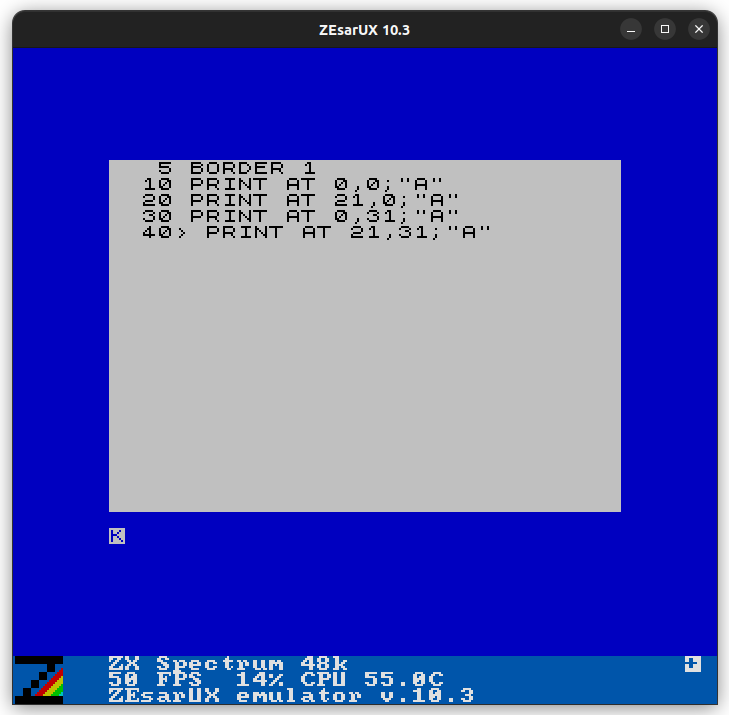 ZEsarUX 10.3
5 BORDER 1
10 PRINT AT 0,0;"A"
20 PRINT AT 21,0;"A"
30 PRINT AT 0,31;"A"
40> PRINT AT 21,31;"A"
K
ZX Spectrum 48k
50 FPS 14% CPU 55.0C
ZEsarUX emulator v.10.3